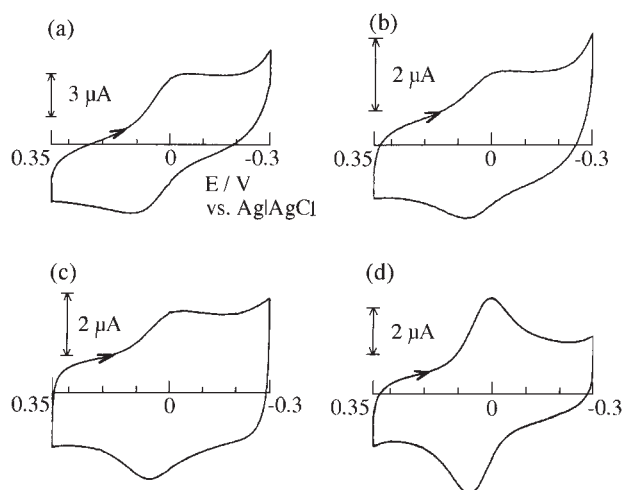 (a)
3 μA
0.35
0
-0.3
E / V
vs. Ag|AgCl
(b)
2 μA
0.35
0
-0.3
(c)
2 μA
0.35
0
-0.3
(d)
2 μA
0.35
0
-0.3